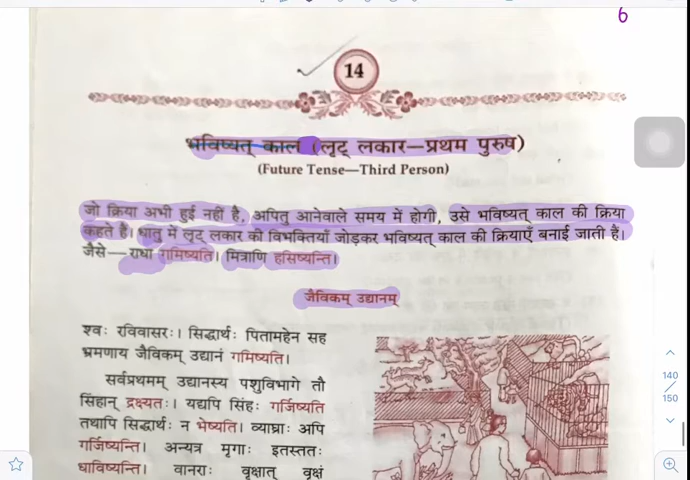 6
14
भविष्यत् काल (लृट् लकार—प्रथम पुरुष)
(Future Tense—Third Person)
जो क्रिया अभी हुई नहीं है, अपितु आनेवाले समय में होगी, उसे भविष्यत् काल की क्रिया
कहते हैं। धातु में लृट् लकार की विभक्तियाँ जोड़कर भविष्यत् काल की क्रियाएँ बनाई जाती हैं।
जैसे—राधा गमिष्यति। मित्राणि हसिष्यन्ति।
जैविकम् उद्यानम्
श्वः रविवासरः। सिद्धार्थः पितामहेन सह
भ्रमणाय जैविकम् उद्यानं गमिष्यति।
सर्वप्रथमम् उद्यानस्य पशुविभागे तौ
सिंहान् द्रक्ष्यतः। यद्यपि सिंहः गर्जिष्यति
तथापि सिद्धार्थः न भेष्यति। व्याघ्राः अपि
गर्जिष्यन्ति। अन्यत्र मृगाः इतस्ततः
धाविष्यन्ति। वानराः वृक्षात् वृक्षं
140
150